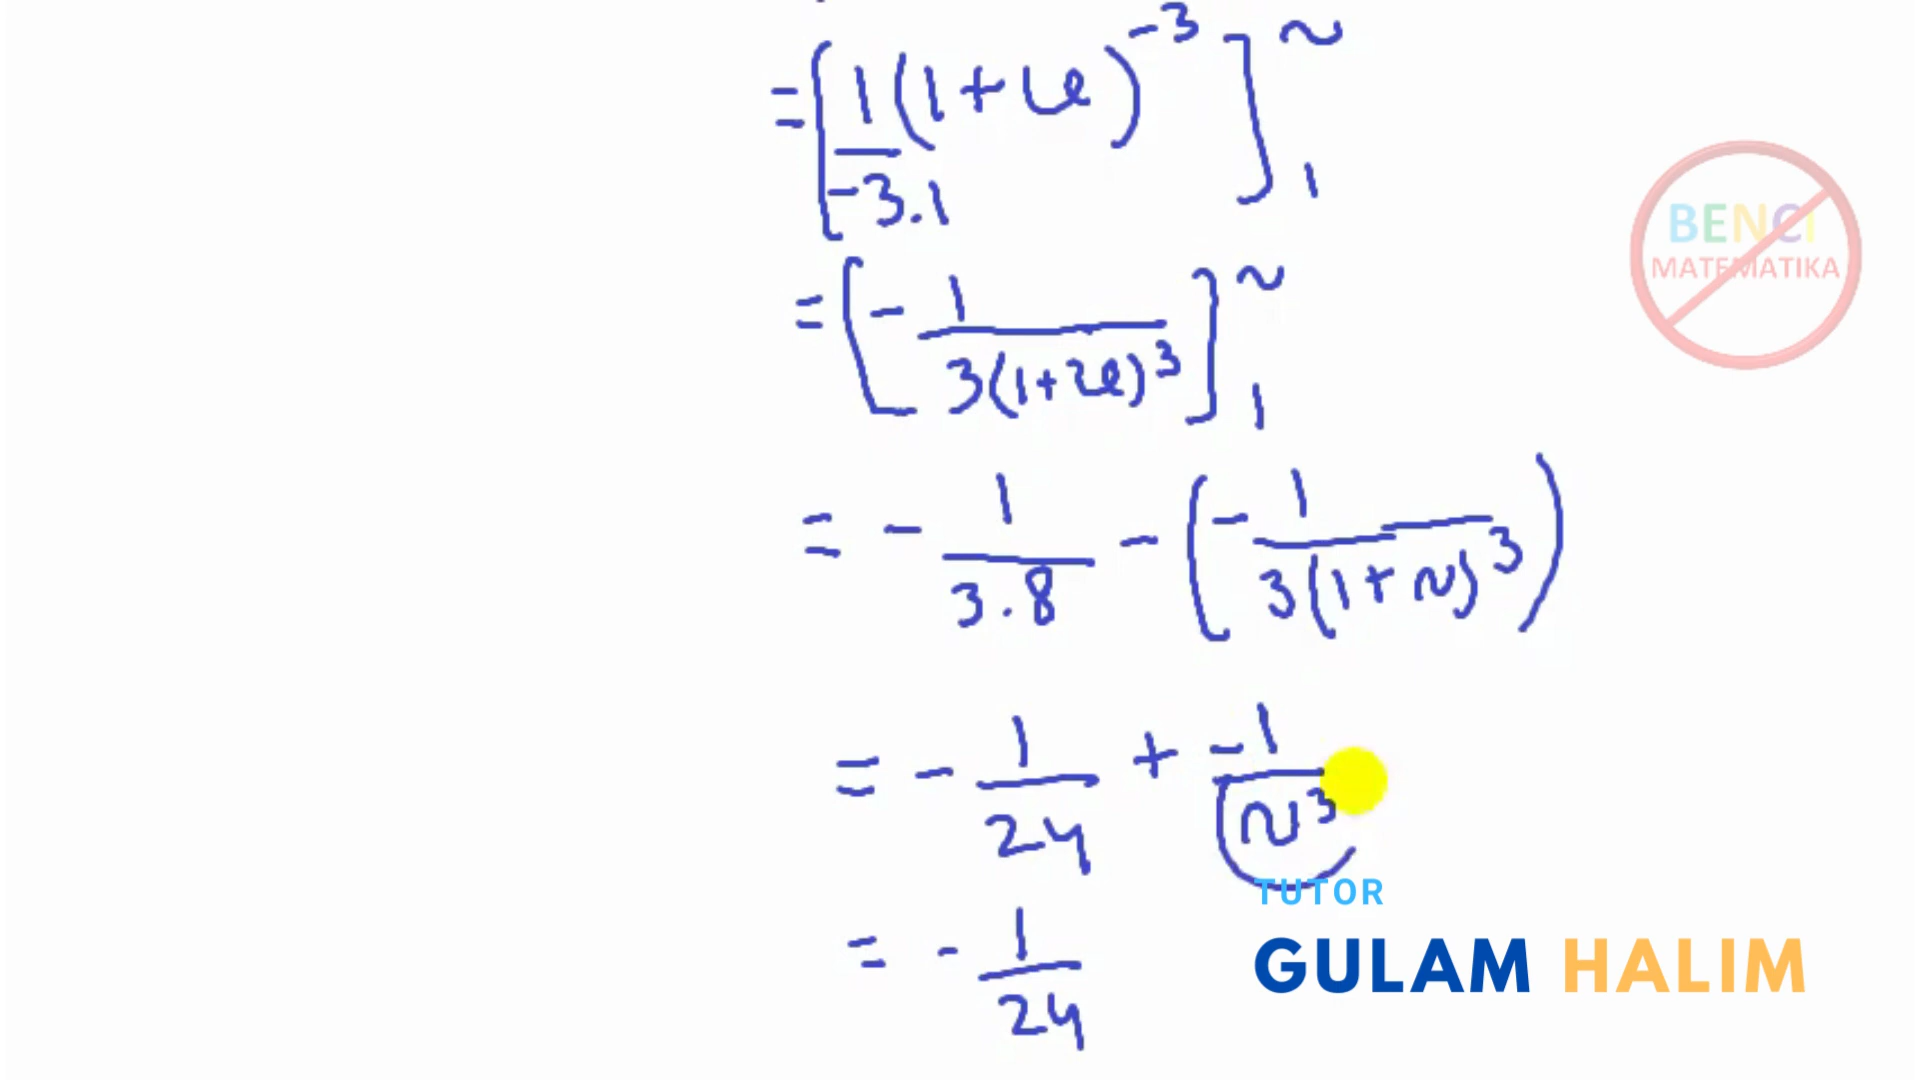 = [1/-3.1 (1+x)^-3]_1^~
= [-1/3(1+x)^3]_1^~
= -1/3.8 - (-1/3(1+~)^3)
= -1/24 + -1/~^3
= -1/24
BENCI
MATEMATIKA
TUTOR
GULAM HALIM